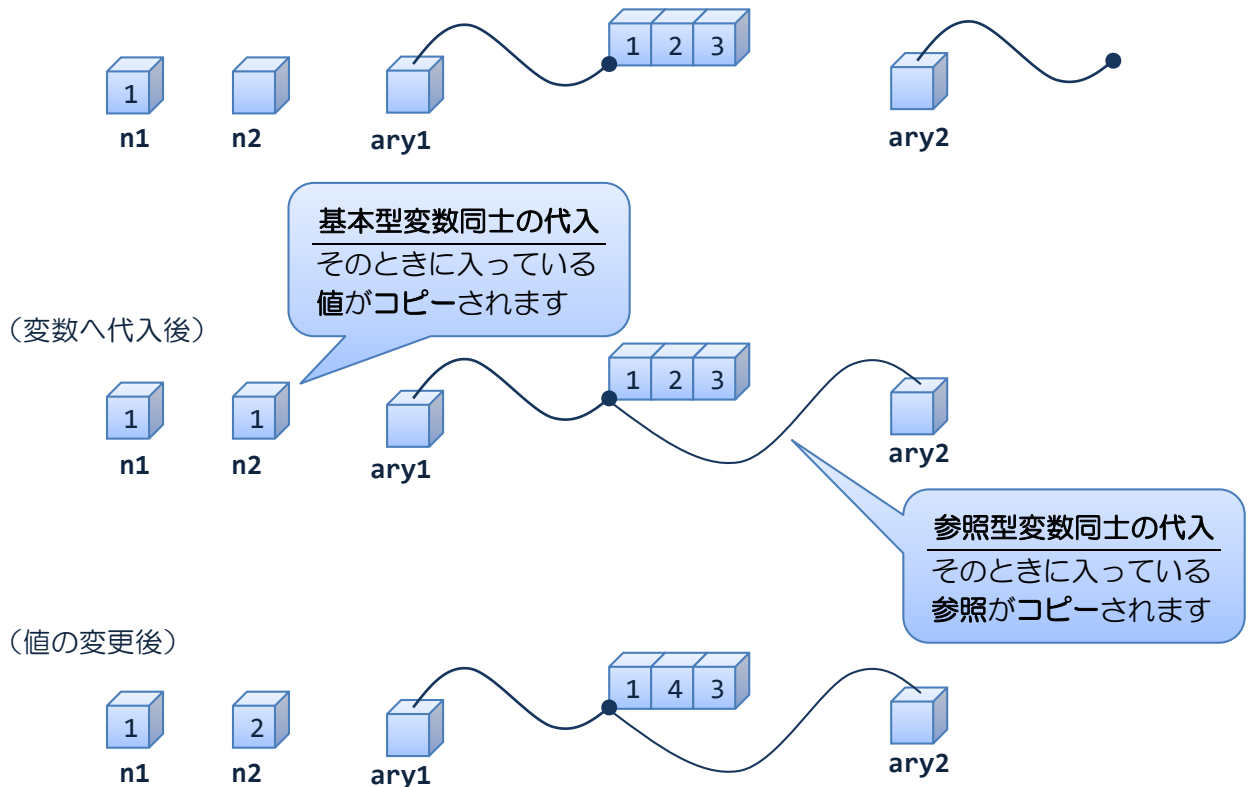 1 2 3
1
n1 n2 ary1 ary2
基本型変数同士の代入
そのときに入っている
値がコピーされます
（変数へ代入後）
1 2 3
1 1
n1 n2 ary1 ary2
参照型変数同士の代入
そのときに入っている
参照がコピーされます
（値の変更後）
1 4 3
1 2
n1 n2 ary1 ary2